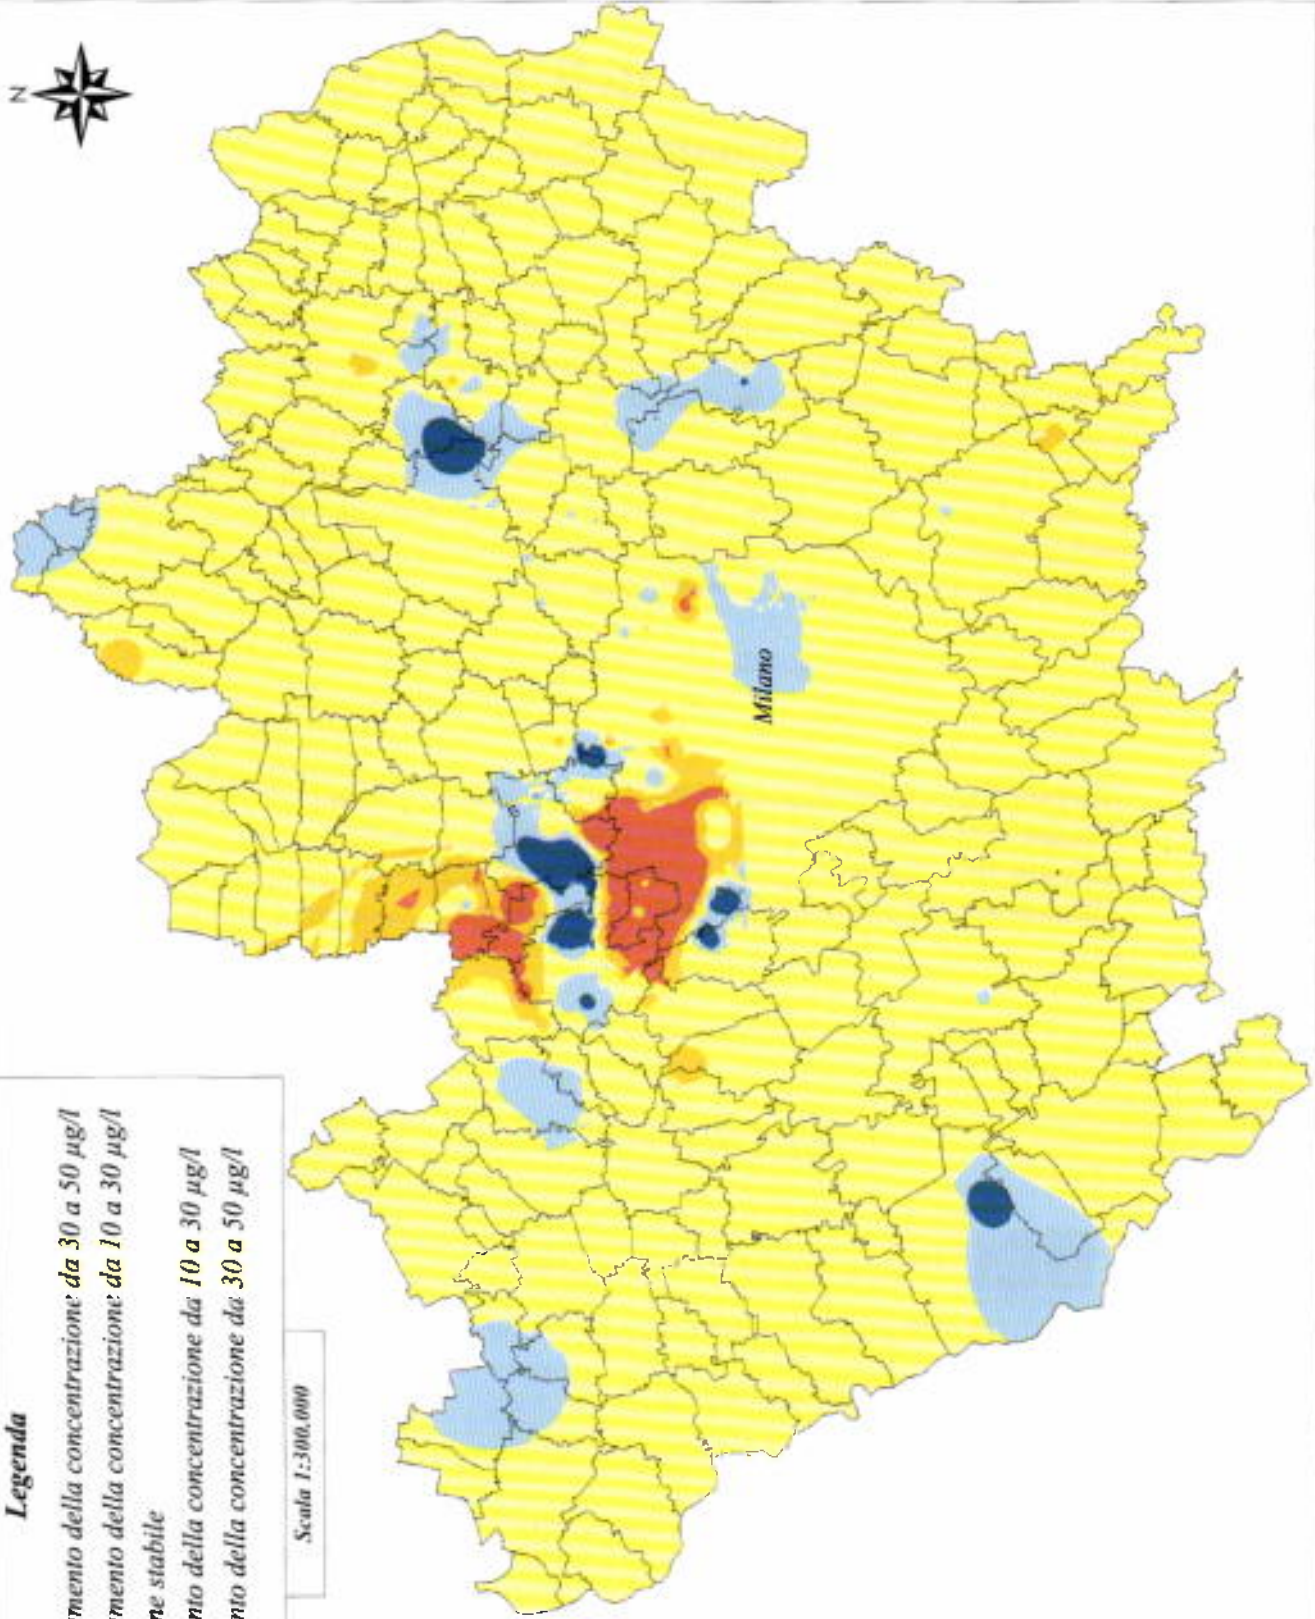 N
Legenda
mento della concentrazione da 30 a 50 µg/l
mento della concentrazione da 10 a 30 µg/l
ne stabile
nto della concentrazione da 10 a 30 µg/l
nto della concentrazione da 30 a 50 µg/l
Scala 1:300.000
Milano